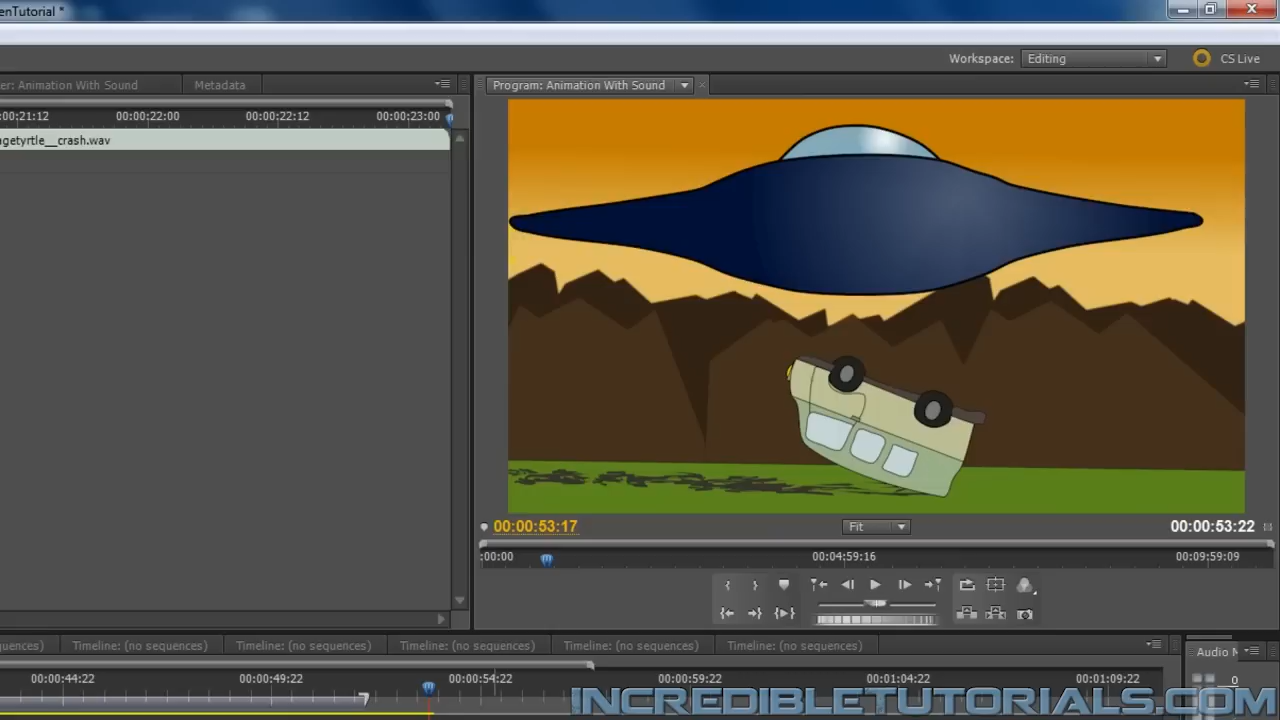 enTutorial *
Workspace: Editing CS Live
er: Animation With Sound Metadata
Program: Animation With Sound
00:21:12 00:00:22:00 00:00:22:12 00:00:23:00
agetyrtle__crash.wav
00:00:53:17 Fit 00:00:53:22
:00:00 00:04:59:16 00:09:59:09
quences) Timeline: (no sequences) Timeline: (no sequences) Timeline: (no sequences) Timeline: (no sequences) Timeline: (no sequences)
Audio M
00:00:44:22 00:00:49:22 00:00:54:22 00:00:59:22 00:01:04:22 00:01:09:22
0
INCREDIBLETUTORIALS.COM